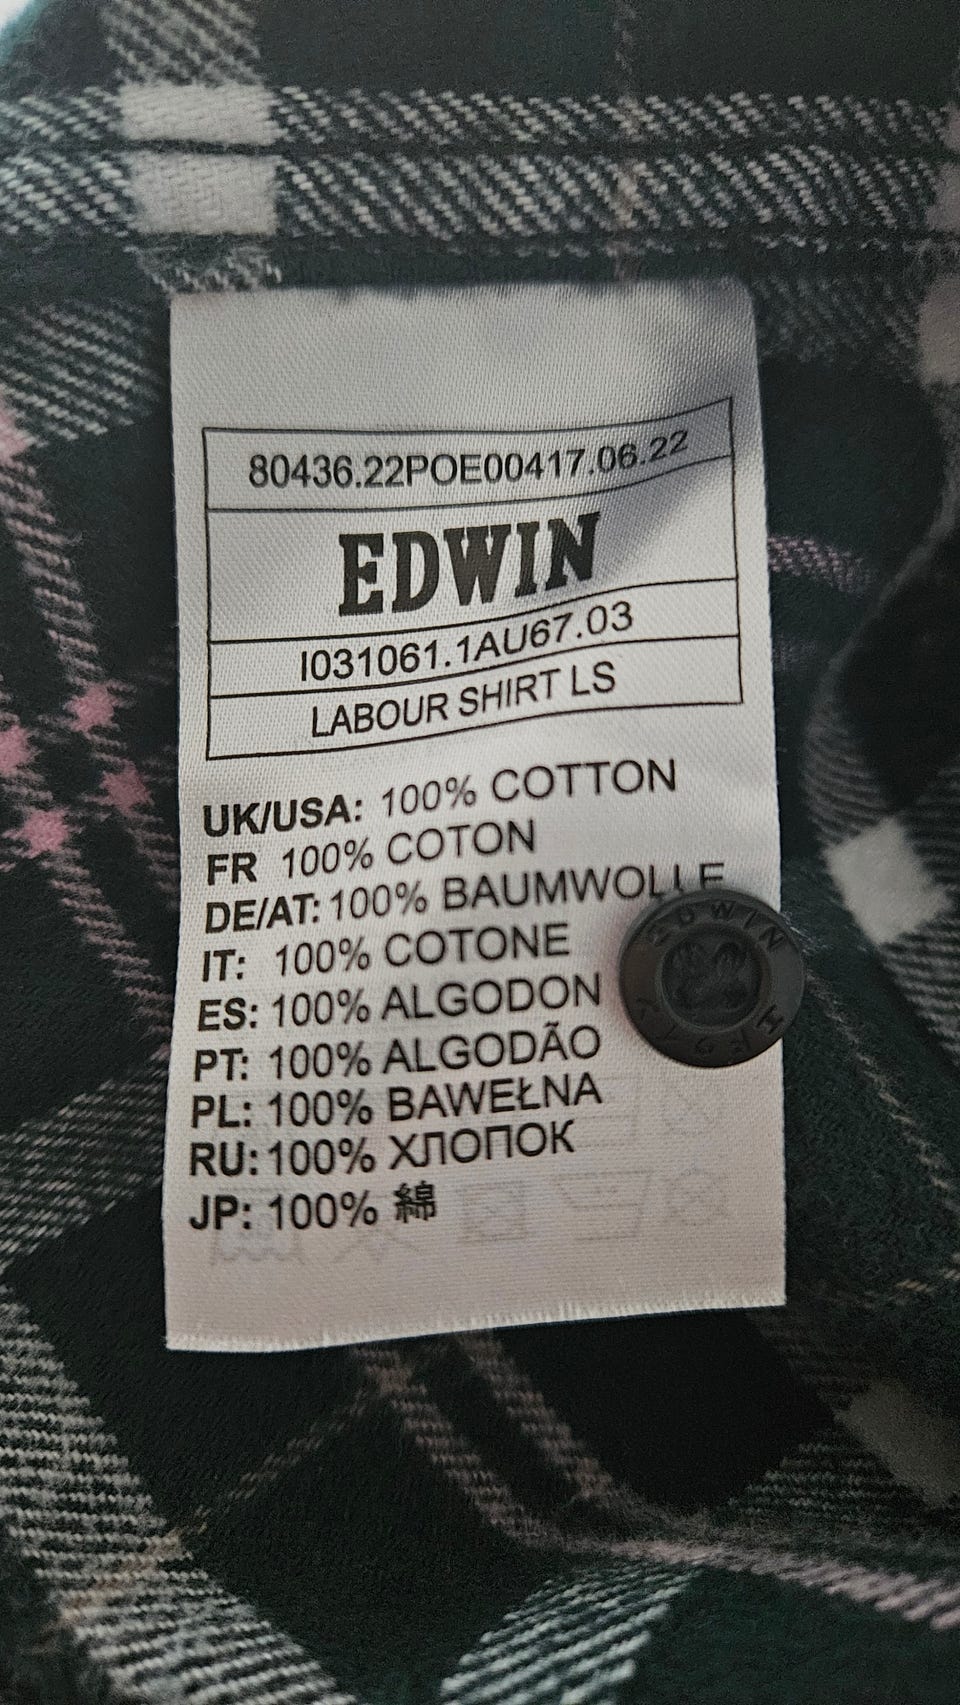 80436.22POE00417.06.22
EDWIN
I031061.1AU67.03
LABOUR SHIRT LS
UK/USA: 100% COTTON
FR 100% COTON
DE/AT: 100% BAUMWOLLE
IT: 100% COTONE
ES: 100% ALGODON
PT: 100% ALGODÃO
PL: 100% BAWEŁNA
RU: 100% ХЛОПОК
JP: 100% 綿
EDWIN